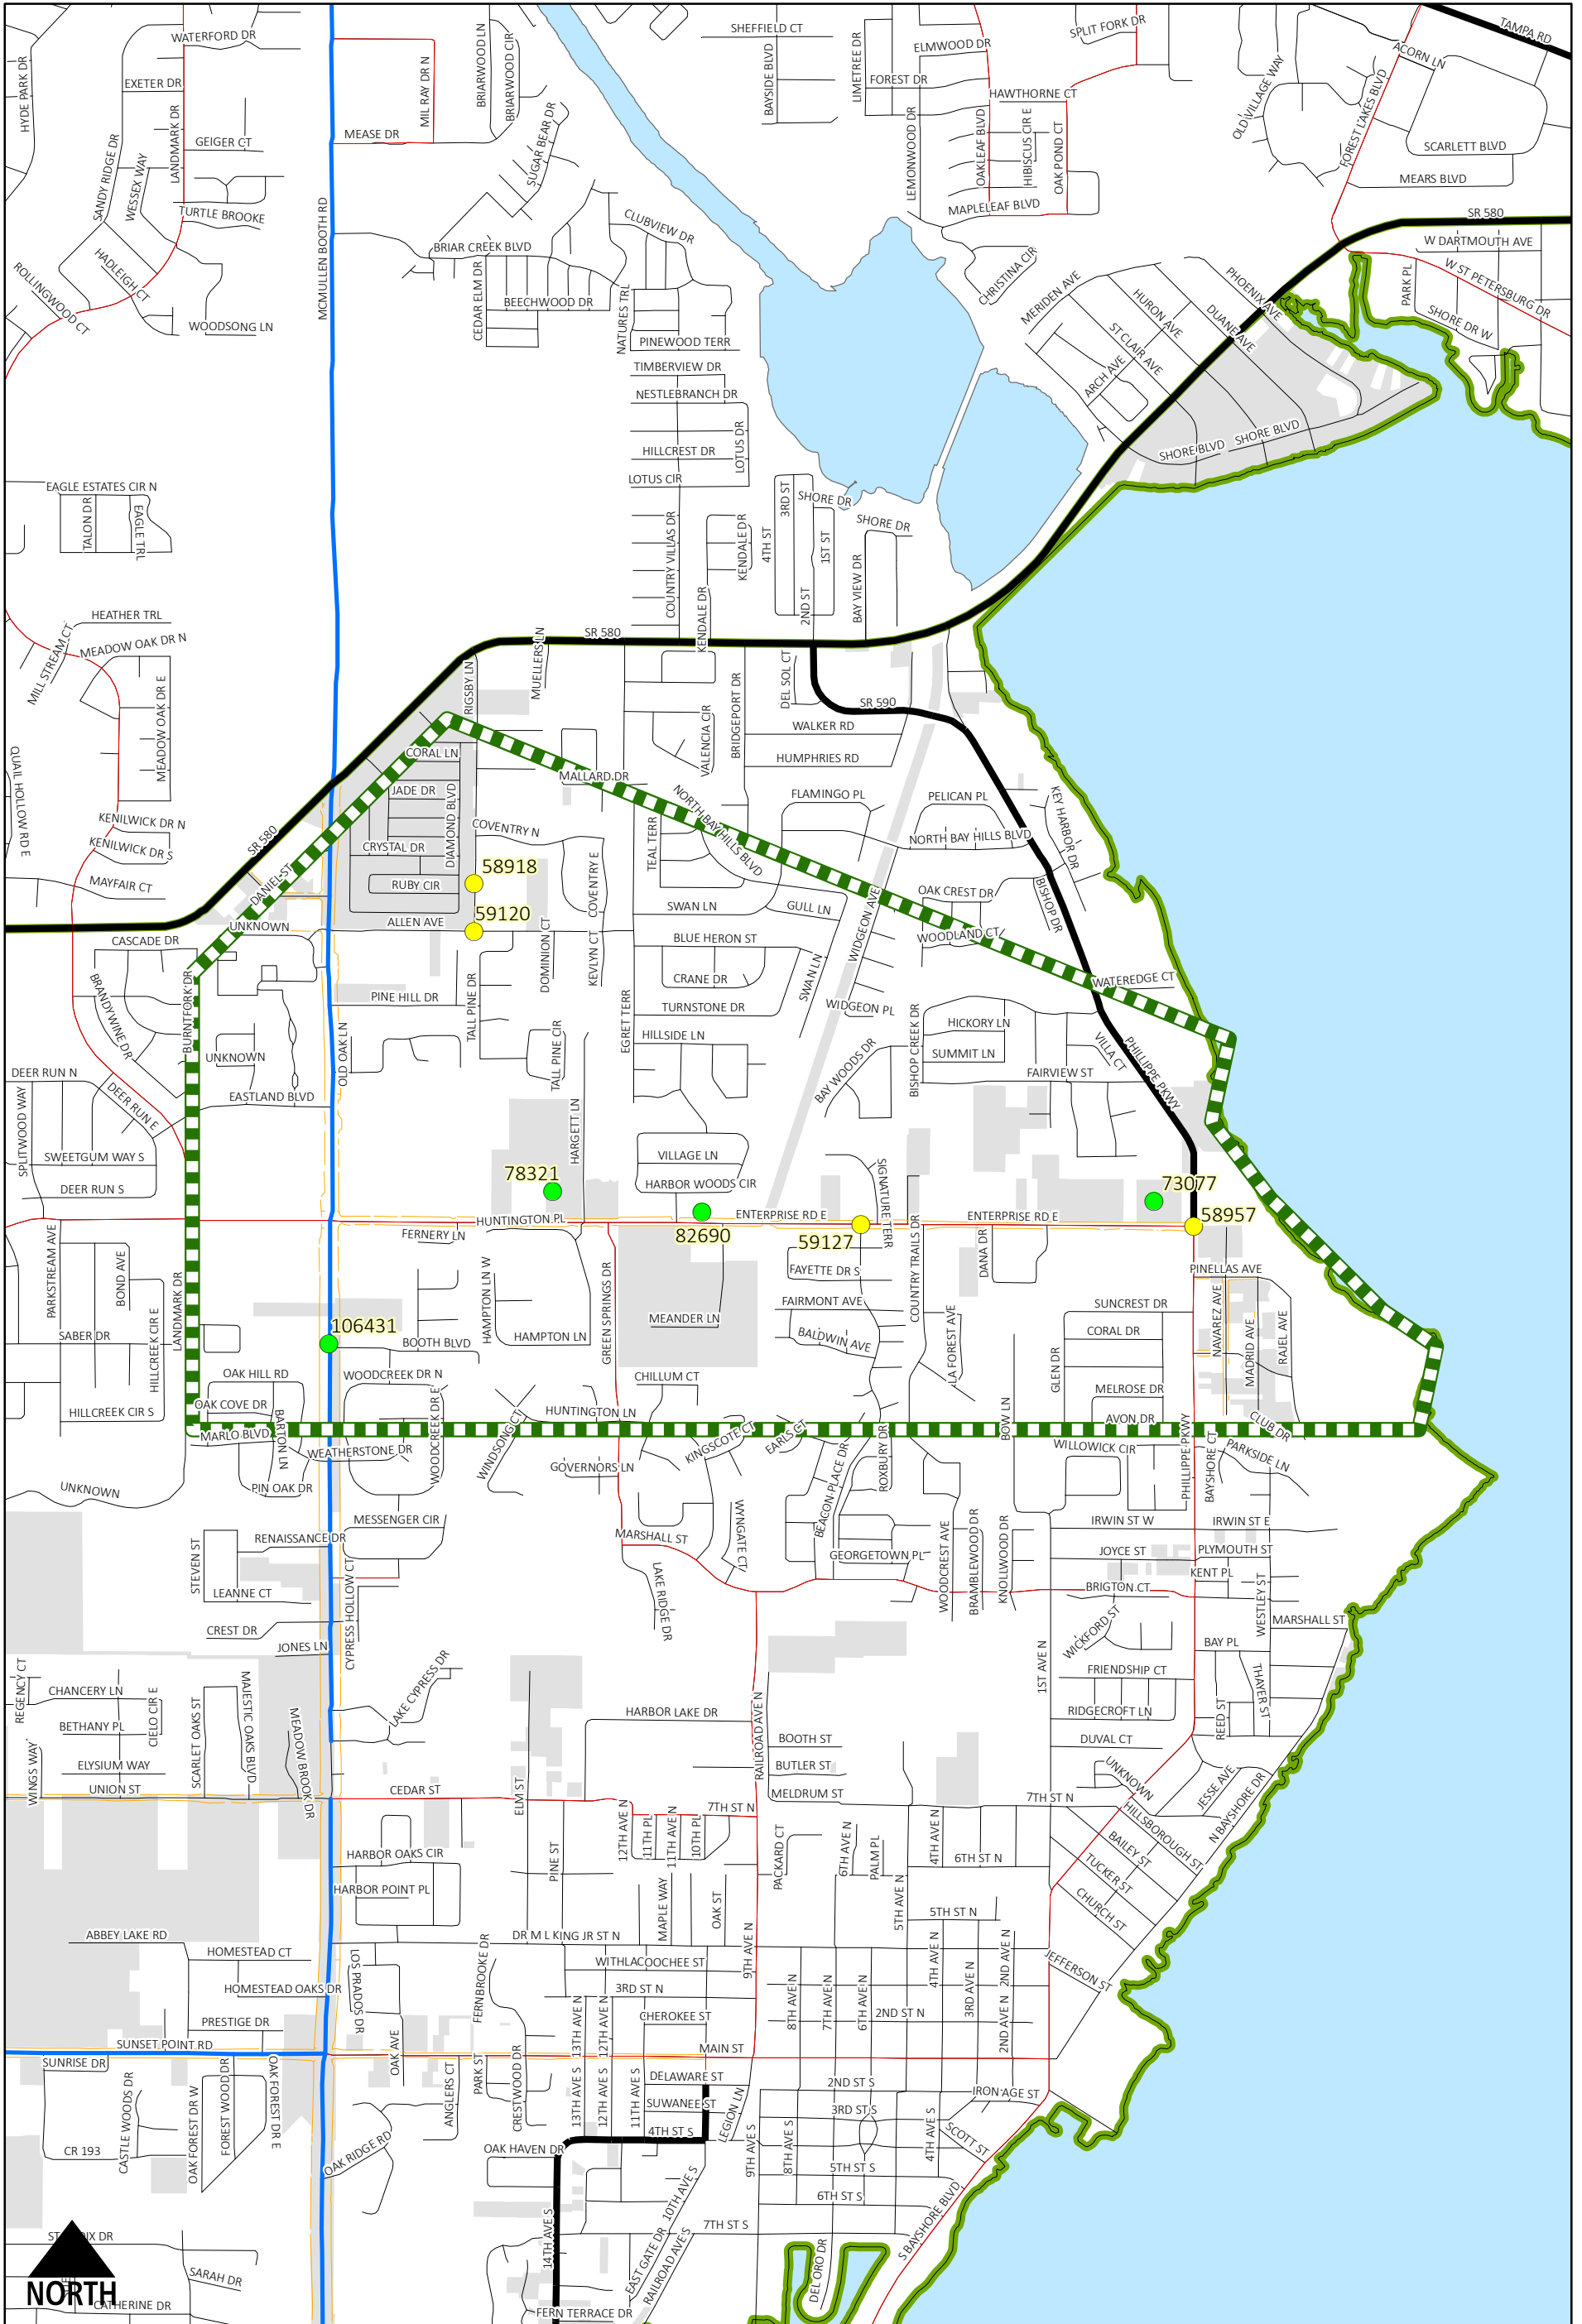 TAMPA RD
SHEFFIELD CT
SPLIT FORK DR
WATERFORD DR
ELMWOOD DR
ACORN LN
HYDE PARK DR
MIL RAY DR N
BRIARWOOD LN
BRIARWOOD CIR
BAYSIDE BLVD
LIMETREE DR
FOREST DR
HAWTHORNE CT
OLD VILLAGE WAY
FOREST LAKES BLVD
EXETER DR
LANDMARK DR
GEIGER CT
MEASE DR
SUGAR BEAR DR
LEMONWOOD DR
OAKLEAF BLVD
HIBISCUS CIR E
OAK POND CT
SCARLETT BLVD
MEARS BLVD
SANDY RIDGE DR
WESSEX WAY
TURTLE BROOKE
MCMULLEN BOOTH RD
CLUBVIEW DR
MAPLELEAF BLVD
SR 580
W DARTMOUTH AVE
BRIAR CREEK BLVD
HADLEIGH CT
ROLLINGWOOD CT
WOODSONG LN
CEDAR ELM DR
BEECHWOOD DR
NATURES TRL
PINEWOOD TERR
CHRISTINA CIR
MERIDEN AVE
HURON AVE
ST CLAIR AVE
ARCH AVE
DUANE AVE
PHOENIX AVE
PARK PL
W ST PETERSBURG DR
SHORE DR W
TIMBERVIEW DR
NESTLEBRANCH DR
HILLCREST DR
LOTUS DR
LOTUS CIR
SHORE BLVD
SHORE BLVD
EAGLE ESTATES CIR N
TALON DR
EAGLE TRL
COUNTRY VILLAS DR
KENDALE DR
KENDALE DR
4TH ST
3RD ST
SHORE DR
1ST ST
2ND ST
SHORE DR
BAY VIEW DR
HEATHER TRL
MILL STREAM CT
MEADOW OAK DR N
MEADOW OAK DR E
SR 580
RIGSBY LN
MUELLERS LN
DEL SOL CT
SR 590
BRIDGEPORT DR
VALENCIA CIR
WALKER RD
HUMPHRIES RD
QUAIL HOLLOW RD E
CORAL LN
MALLARD DR
JADE DR
DIAMOND BLVD
NORTH BAY HILLS BLVD
FLAMINGO PL
PELICAN PL
KEY HARBOR DR
KENILWICK DR N
KENILWICK DR S
SR 580
CRYSTAL DR
COVENTRY N
COVENTRY E
TEAL TERR
NORTH BAY HILLS BLVD
MAYFAIR CT
DANIEL ST
RUBY CIR
58918
OAK CREST DR
BISHOP DR
59120
ALLEN AVE
SWAN LN
GULL LN
WIDGEON AVE
UNKNOWN
DOMINION CT
KEVLYN CT
BLUE HERON ST
WOODLAND CT
CASCADE DR
BRANDYWINE DR
BURNTFORK DR
CRANE DR
SWAN LN
WATEREDGE CT
PINE HILL DR
TALL PINE DR
TURNSTONE DR
WIDGEON PL
EGRET TERR
HICKORY LN
BISHOP CREEK DR
OLD OAK LN
TALL PINE CIR
HILLSIDE LN
SUMMIT LN
VILLA CT
PHILLIPPE PKWY
UNKNOWN
DEER RUN N
DEER RUN E
BAY WOODS DR
FAIRVIEW ST
EASTLAND BLVD
SPLITWOOD WAY
SWEETGUM WAY S
DEER RUN S
HARGETT LN
VILLAGE LN
HARBOR WOODS CIR
SIGNATURE TERR
78321
73077
58957
82690
59127
PARKSTREAM AVE
HUNTINGTON PL
FERNERY LN
ENTERPRISE RD E
ENTERPRISE RD E
DANA DR
COUNTRY TRAILS DR
BOND AVE
HAMPTON LN W
GREEN SPRINGS DR
FAYETTE DR S
PINELLAS AVE
FAIRMONT AVE
SUNCREST DR
NAVAREZ AVE
106431
SABER DR
HILLCREEK CIR E
LANDMARK DR
BOOTH BLVD
HAMPTON LN
MEANDER LN
BALDWIN AVE
LA FOREST AVE
CORAL DR
MADRID AVE
RAJEL AVE
OAK HILL RD
WOODCREEK DR N
CHILLUM CT
GLEN DR
MELROSE DR
OAK COVE DR
HILLCREEK CIR S
MARLO BLVD
BARTON LN
WEATHERSTONE DR
WOODCREEK DR E
HUNTINGTON LN
WINDSONG CT
KINGSCOTE CT
EARLS CT
BEACON PLACE DR
ROXBURY DR
BOW LN
AVON DR
CLUB DR
WILLOWICK CIR
PHILLIPPE PKWY
BAYSHORE CT
PARKSIDE LN
GOVERNORS LN
UNKNOWN
PIN OAK DR
MESSENGER CIR
MARSHALL ST
WYNGATE CT
GEORGETOWN PL
WOODCREST AVE
BRAMBLEWOOD DR
KNOLLWOOD DR
IRWIN ST W
IRWIN ST E
RENAISSANCE DR
STEVEN ST
JOYCE ST
PLYMOUTH ST
KENT PL
LEANNE CT
CYPRESS HOLLOW CT
LAKE RIDGE DR
BRIGTON CT
WESTLEY ST
MARSHALL ST
CREST DR
JONES LN
WICKFORD ST
BAY PL
REGENCY CT
CHANCERY LN
LAKE CYPRESS DR
1ST AVE N
FRIENDSHIP CT
THAYER ST
BETHANY PL
CIELO CIR E
SCARLET OAKS ST
MAJESTIC OAKS BLVD
MEADOW BROOK DR
HARBOR LAKE DR
RAILROAD AVE N
RIDGECROFT LN
REED ST
WINGS WAY
ELYSIUM WAY
UNION ST
BOOTH ST
BUTLER ST
MELDRUM ST
DUVAL CT
UNKNOWN
JESSE AVE
N BAYSHORE DR
CEDAR ST
ELM ST
12TH AVE N
11TH PL
11TH AVE N
10TH PL
7TH ST N
7TH ST N
HILLSBOROUGH ST
BAILEY ST
TUCKER ST
CHURCH ST
HARBOR OAKS CIR
HARBOR POINT PL
PINE ST
MAPLE WAY
OAK ST
PACKARD CT
6TH AVE N
PALM PL
4TH AVE N
6TH ST N
5TH AVE N
5TH ST N
ABBEY LAKE RD
HOMESTEAD CT
HOMESTEAD OAKS DR
LOS PRADOS DR
FERNBROOKE DR
DR M L KING JR ST N
WITHLACOOCHEE ST
9TH AVE N
4TH AVE N
3RD AVE N
2ND AVE N
JEFFERSON ST
3RD ST N
CHEROKEE ST
8TH AVE N
7TH AVE N
6TH AVE N
2ND ST N
2ND AVE N
PRESTIGE DR
SUNSET POINT RD
SUNRISE DR
OAK AVE
13TH AVE N
12TH AVE N
MAIN ST
CASTLE WOODS DR
OAK FOREST DR W
FOREST WOOD DR
OAK FOREST DR E
ANGLERS CT
PARK ST
CRESTWOOD DR
13TH AVE S
12TH AVE S
11TH AVE S
DELAWARE ST
SUWANEE ST
LEGION LN
2ND ST S
IRON AGE ST
3RD ST S
4TH AVE S
SCOTT ST
CR 193
OAK RIDGE RD
OAK HAVEN DR
4TH ST S
9TH AVE S
8TH AVE S
5TH ST S
6TH ST S
7TH ST S
14TH AVE S
10TH AVE S
EAST GATE DR
RAILROAD AVE S
DEL ORO DR
S BAYSHORE BLVD
SARAH DR
NORTH
CATHERINE DR
FERN TERRACE DR